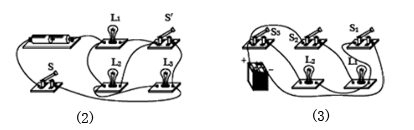 L₁ S′
S L₂ L₃
(2)
S₃ S₂ S₁
+ - L₂ L₁
(3)